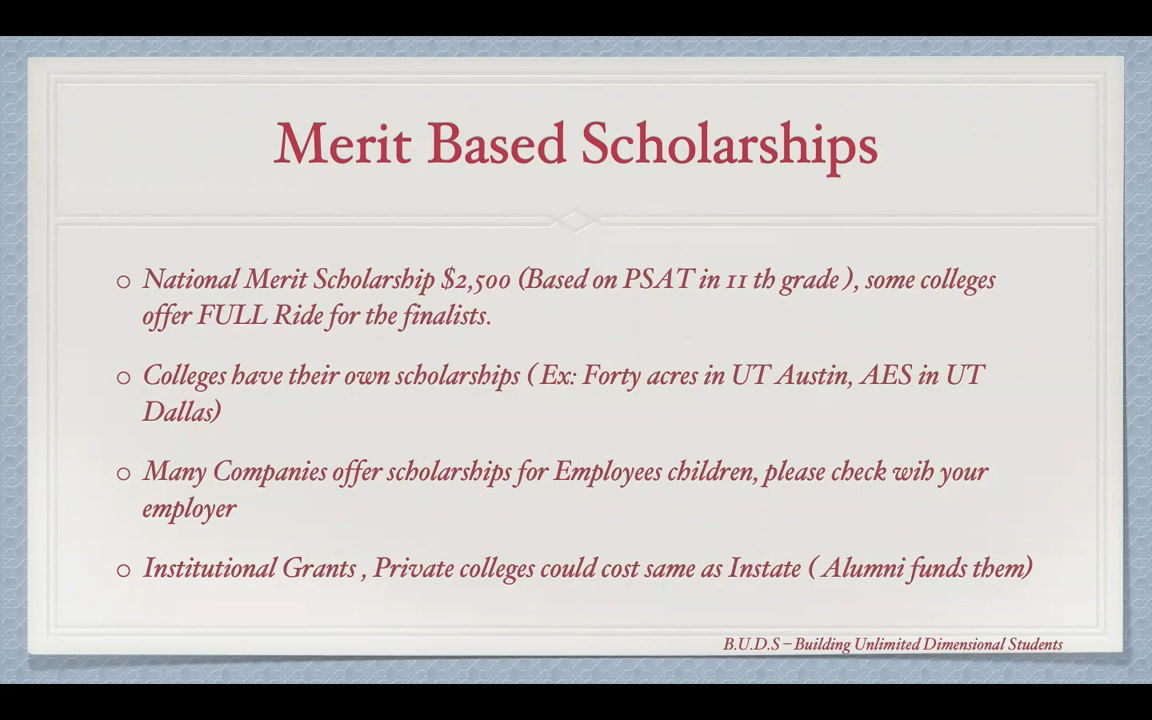 Merit Based Scholarships
○ National Merit Scholarship $2,500 (Based on PSAT in 11 th grade ), some colleges
offer FULL Ride for the finalists.
○ Colleges have their own scholarships ( Ex: Forty acres in UT Austin, AES in UT
Dallas)
○ Many Companies offer scholarships for Employees children, please check wih your
employer
○ Institutional Grants , Private colleges could cost same as Instate ( Alumni funds them)
B.U.D.S – Building Unlimited Dimensional Students